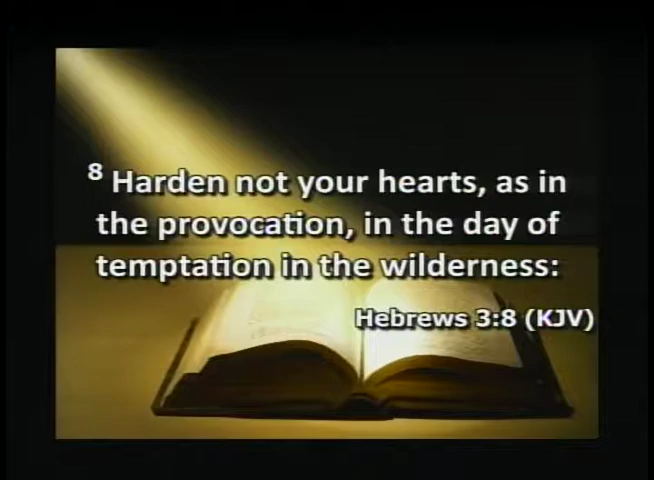 8 Harden not your hearts, as in
the provocation, in the day of
temptation in the wilderness:
Hebrews 3:8 (KJV)